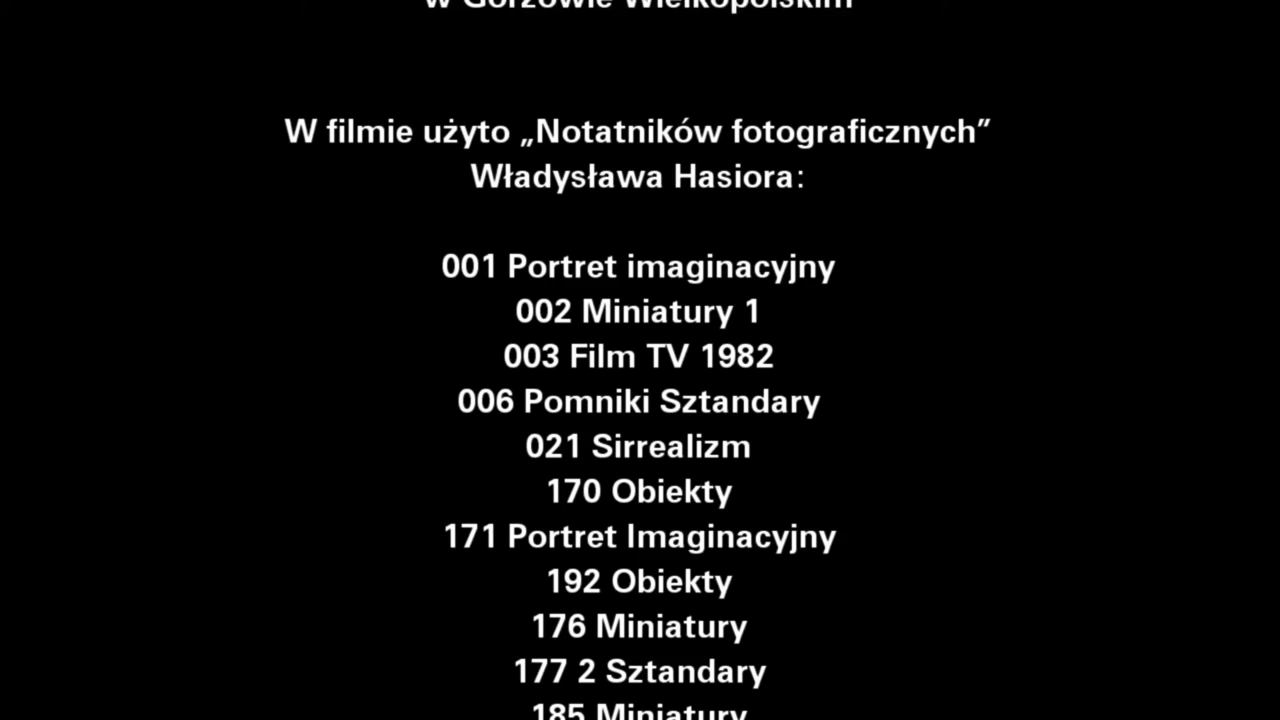 w Gorzowie Wielkopolskim
W filmie użyto „Notatników fotograficznych”
Władysława Hasiora:
001 Portret imaginacyjny
002 Miniatury 1
003 Film TV 1982
006 Pomniki Sztandary
021 Sirrealizm
170 Obiekty
171 Portret Imaginacyjny
192 Obiekty
176 Miniatury
177 2 Sztandary
185 Miniatury